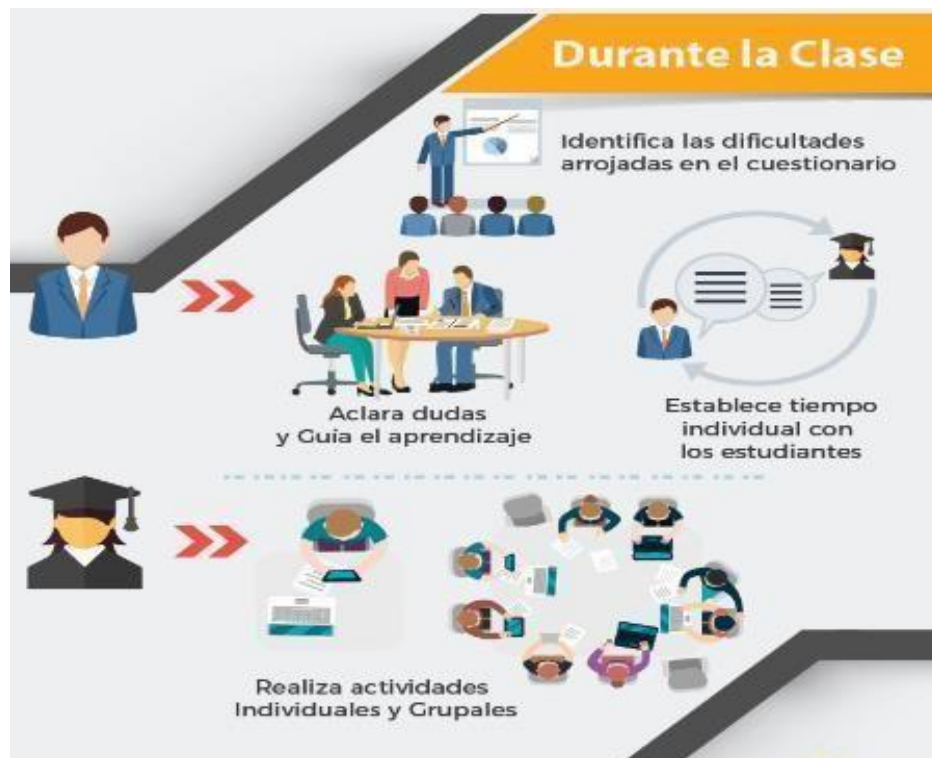 Durante la Clase
Identifica las dificultades
arrojadas en el cuestionario
Aclara dudas
y Guía el aprendizaje
Establece tiempo
individual con
los estudiantes
Realiza actividades
Individuales y Grupales